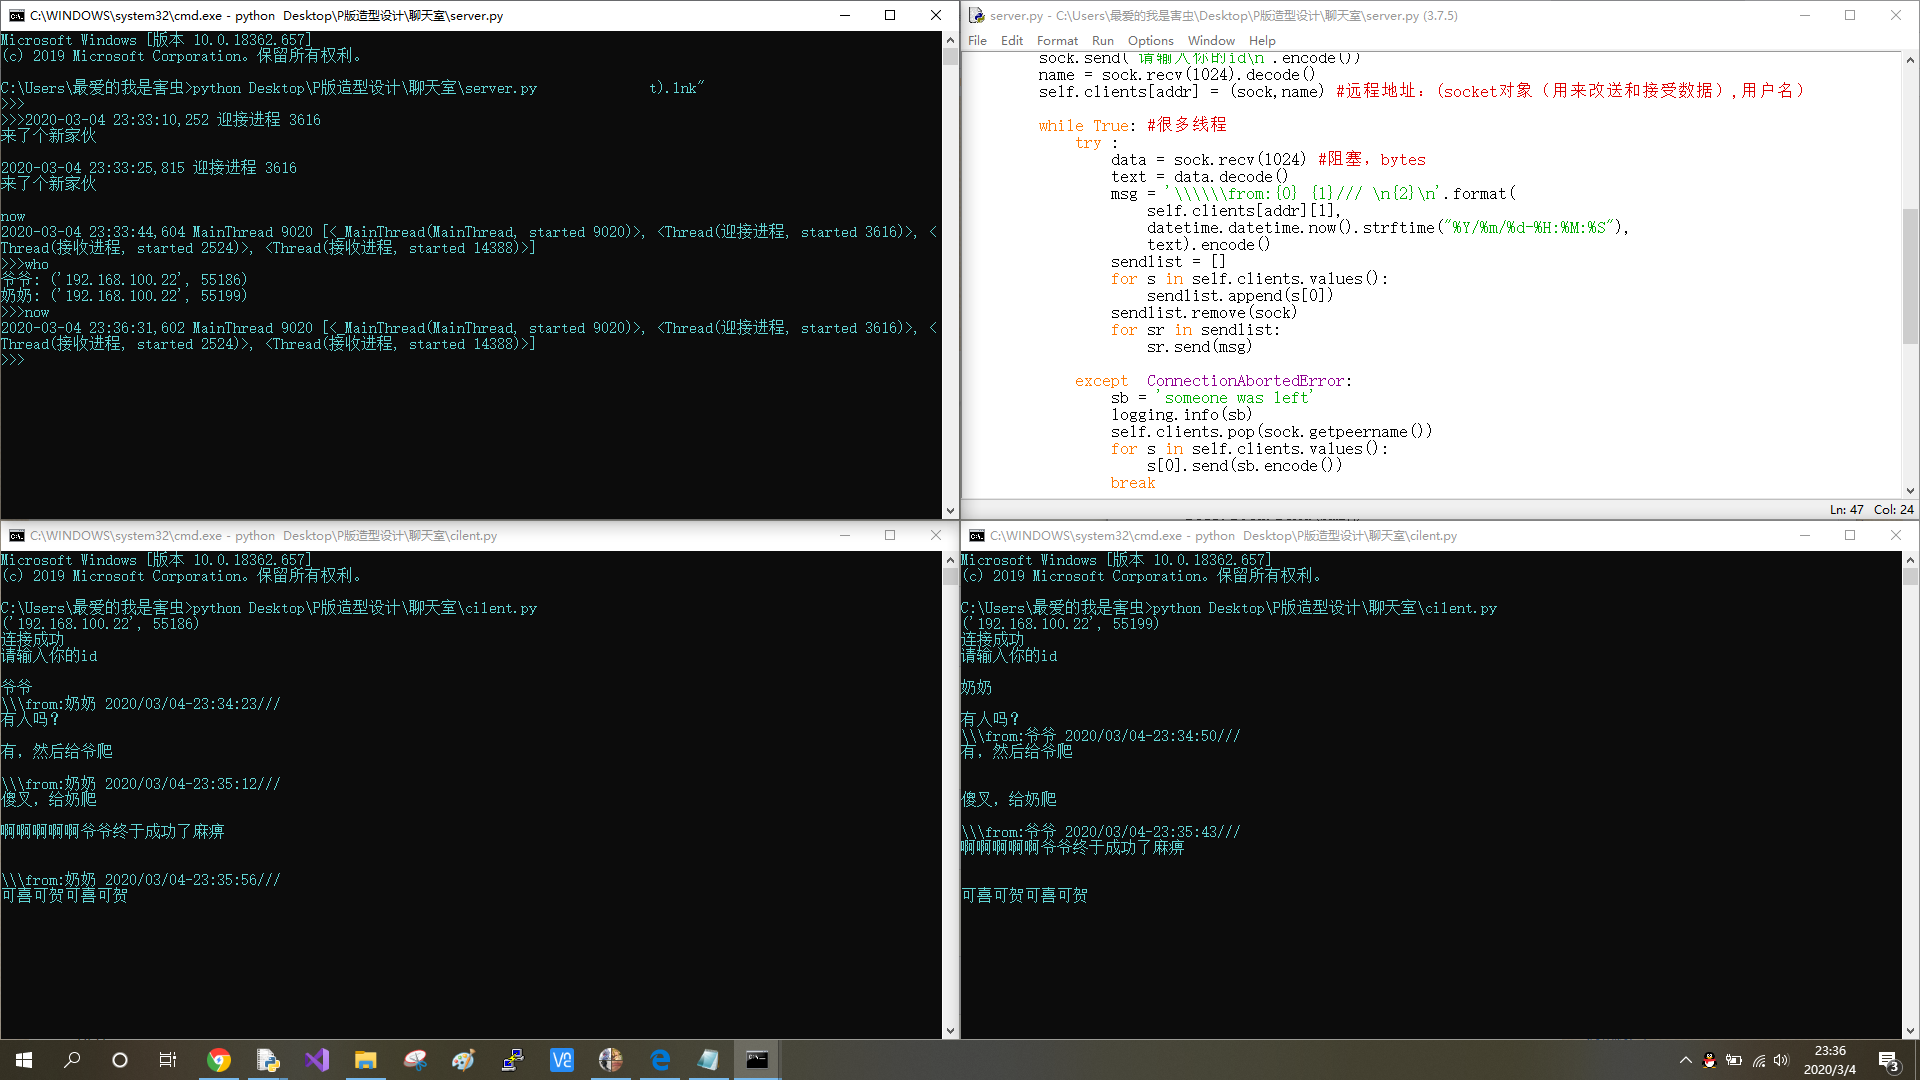 C:\WINDOWS\system32\cmd.exe - python  Desktop\P版造型设计\聊天室\server.py
Microsoft Windows [版本 10.0.18362.657]
(c) 2019 Microsoft Corporation。保留所有权利。
C:\Users\最爱的我是害虫>python Desktop\P版造型设计\聊天室\server.py              t).lnk"
>>>
>>>2020-03-04 23:33:10,252 迎接进程 3616
来了个新家伙
2020-03-04 23:33:25,815 迎接进程 3616
来了个新家伙
now
2020-03-04 23:33:44,604 MainThread 9020 [<_MainThread(MainThread, started 9020)>, <Thread(迎接进程, started 3616)>, <
Thread(接收进程, started 2524)>, <Thread(接收进程, started 14388)>]
>>>who
爷爷: ('192.168.100.22', 55186)
奶奶: ('192.168.100.22', 55199)
>>>now
2020-03-04 23:36:31,602 MainThread 9020 [<_MainThread(MainThread, started 9020)>, <Thread(迎接进程, started 3616)>, <
Thread(接收进程, started 2524)>, <Thread(接收进程, started 14388)>]
>>>
server.py - C:\Users\最爱的我是害虫\Desktop\P版造型设计\聊天室\server.py (3.7.5)
File Edit Format Run Options Window Help
sock.send('请输入你的id\n'.encode())
name = sock.recv(1024).decode()
self.clients[addr] = (sock,name) #远程地址：(socket对象（用来改送和接受数据）,用户名）
while True: #很多线程
try :
data = sock.recv(1024) #阻塞，bytes
text = data.decode()
msg = '\\\\\\from:{0} {1}/// \n{2}\n'.format(
self.clients[addr][1],
datetime.datetime.now().strftime("%Y/%m/%d-%H:%M:%S"),
text).encode()
sendlist = []
for s in self.clients.values():
sendlist.append(s[0])
sendlist.remove(sock)
for sr in sendlist:
sr.send(msg)
except  ConnectionAbortedError:
sb = 'someone was left'
logging.info(sb)
self.clients.pop(sock.getpeername())
for s in self.clients.values():
s[0].send(sb.encode())
break
Ln: 47 Col: 24
C:\WINDOWS\system32\cmd.exe - python  Desktop\P版造型设计\聊天室\cilent.py
Microsoft Windows [版本 10.0.18362.657]
(c) 2019 Microsoft Corporation。保留所有权利。
C:\Users\最爱的我是害虫>python Desktop\P版造型设计\聊天室\cilent.py
('192.168.100.22', 55186)
连接成功
请输入你的id
爷爷
\\\from:奶奶 2020/03/04-23:34:23///
有人吗？
有，然后给爷爬
\\\from:奶奶 2020/03/04-23:35:12///
傻叉，给奶爬
啊啊啊啊啊爷爷终于成功了麻痹
\\\from:奶奶 2020/03/04-23:35:56///
可喜可贺可喜可贺
C:\WINDOWS\system32\cmd.exe - python  Desktop\P版造型设计\聊天室\cilent.py
Microsoft Windows [版本 10.0.18362.657]
(c) 2019 Microsoft Corporation。保留所有权利。
C:\Users\最爱的我是害虫>python Desktop\P版造型设计\聊天室\cilent.py
('192.168.100.22', 55199)
连接成功
请输入你的id
奶奶
有人吗？
\\\from:爷爷 2020/03/04-23:34:50///
有，然后给爷爬
傻叉，给奶爬
\\\from:爷爷 2020/03/04-23:35:43///
啊啊啊啊啊爷爷终于成功了麻痹
可喜可贺可喜可贺
23:36
2020/3/4
3